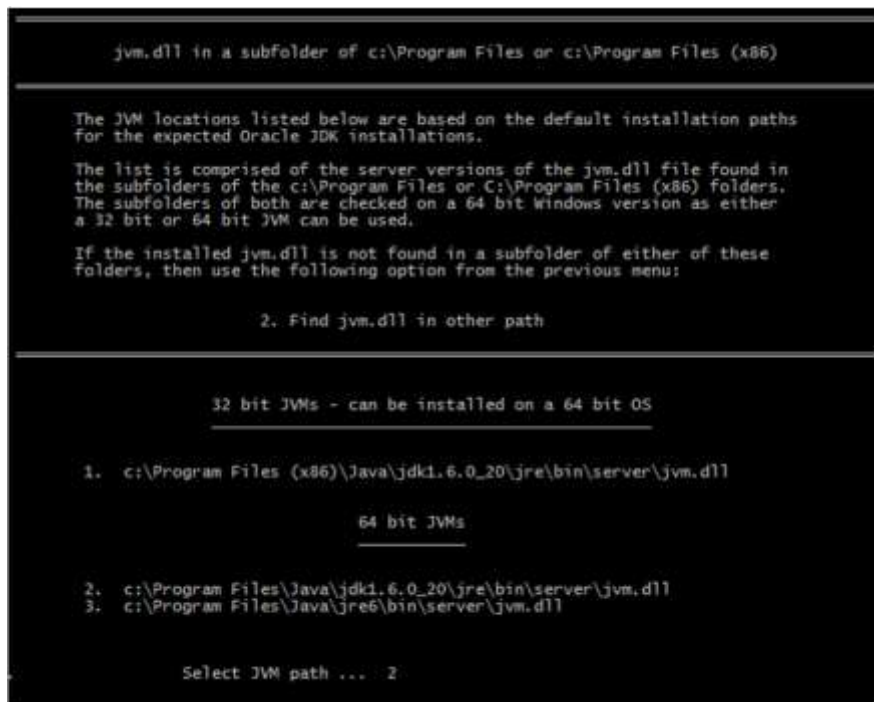 jvm.dll in a subfolder of c:\Program Files or c:\Program Files (x86)
The JVM locations listed below are based on the default installation paths
for the expected Oracle JDK installations.
The list is comprised of the server versions of the jvm.dll file found in
the subfolders of the c:\Program Files or C:\Program Files (x86) folders.
The subfolders of both are checked on a 64 bit Windows version as either
a 32 bit or 64 bit JVM can be used.
If the installed jvm.dll is not found in a subfolder of either of these
folders, then use the following option from the previous menu:
2. Find jvm.dll in other path
32 bit JVMs - can be installed on a 64 bit OS
1. c:\Program Files (x86)\Java\jdk1.6.0_20\jre\bin\server\jvm.dll
64 bit JVMs
2. c:\Program Files\Java\jdk1.6.0_20\jre\bin\server\jvm.dll
3. c:\Program Files\Java\jre6\bin\server\jvm.dll
Select JVM path ... 2